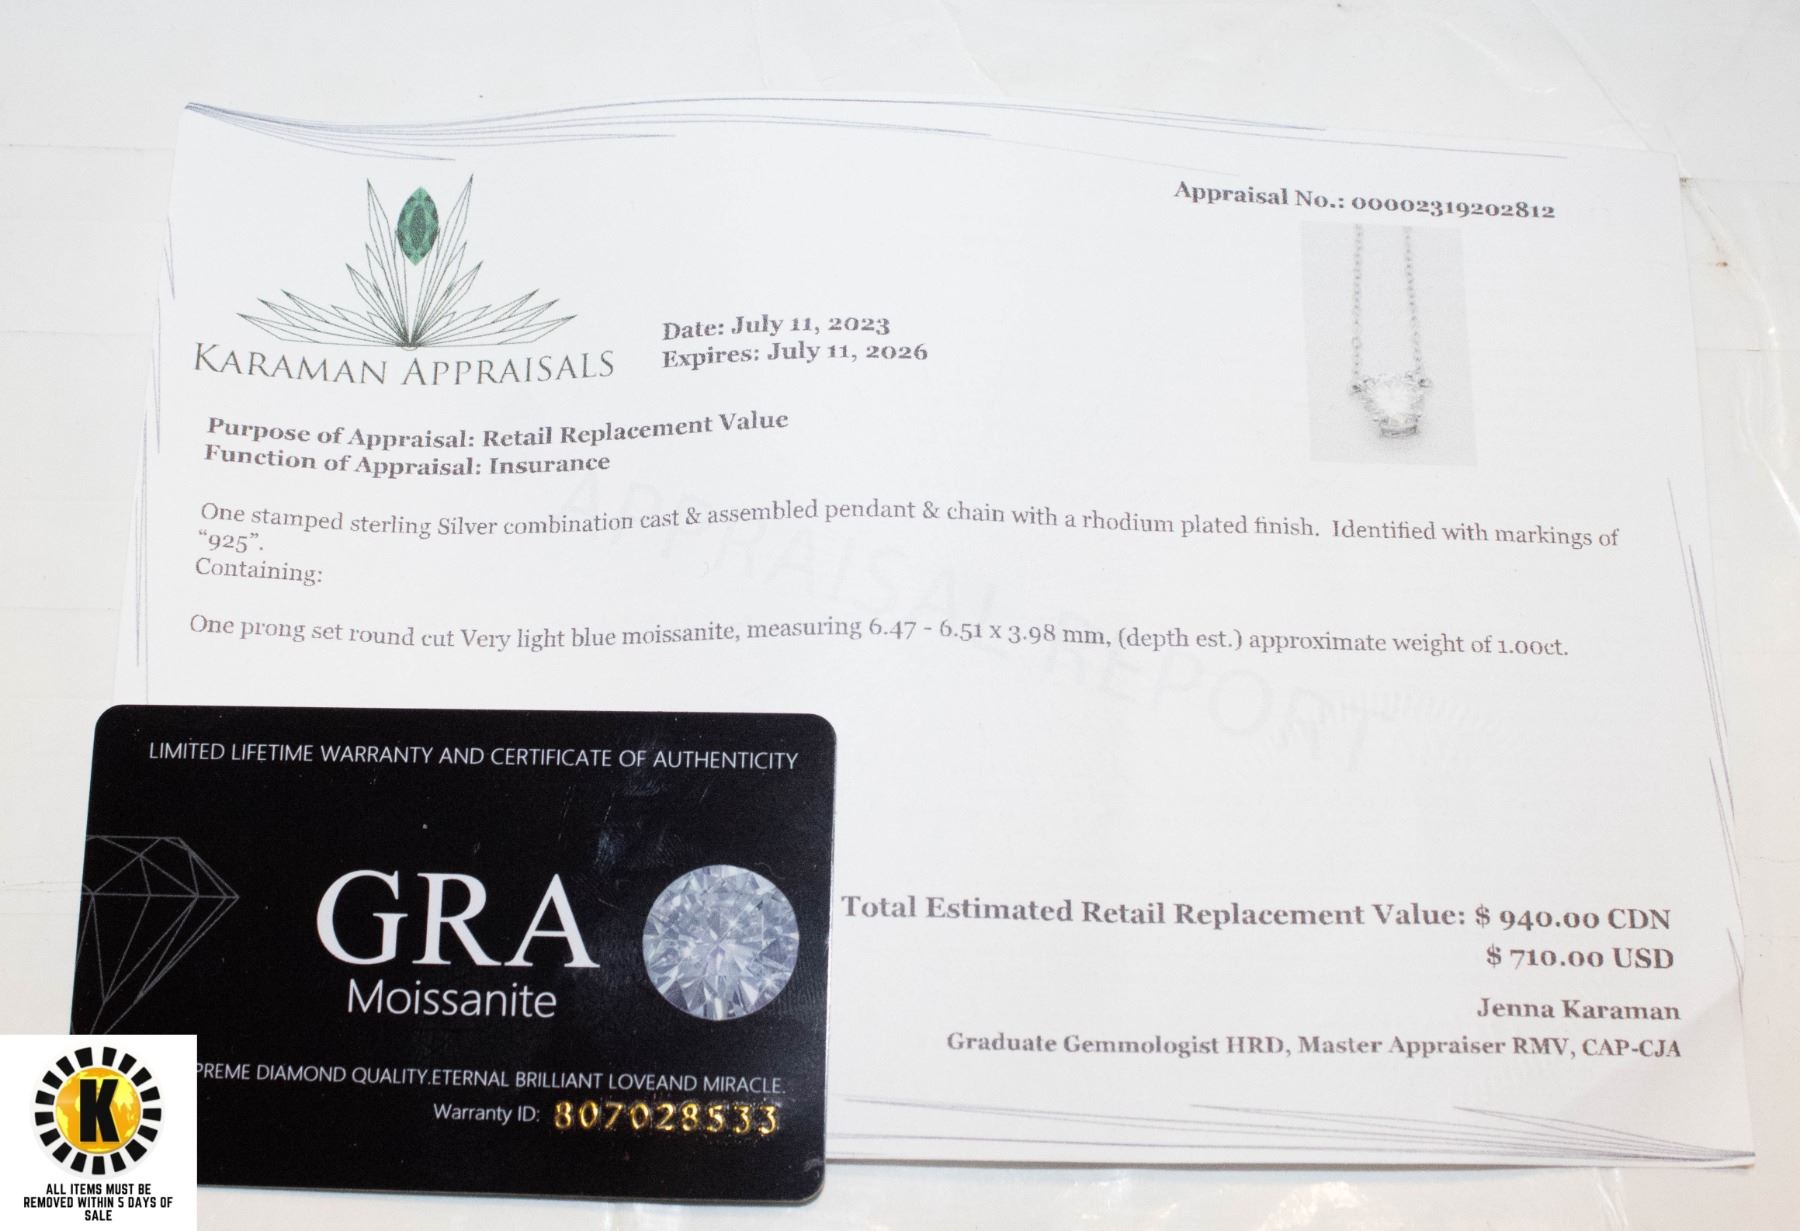 Appraisal No.: 00002319202812
KARAMAN APPRAISALS
Date: July 11, 2023
Expires: July 11, 2026
Purpose of Appraisal: Retail Replacement Value
Function of Appraisal: Insurance
One stamped sterling Silver combination cast & assembled pendant & chain with a rhodium plated finish. Identified with markings of
“925”.
Containing:
One prong set round cut Very light blue moissanite, measuring 6.47 - 6.51 x 3.98 mm, (depth est.) approximate weight of 1.00ct.
APPRAISAL REPORT
Total Estimated Retail Replacement Value: $ 940.00 CDN
$ 710.00 USD
Jenna Karaman
Graduate Gemmologist HRD, Master Appraiser RMV, CAP-CJA
LIMITED LIFETIME WARRANTY AND CERTIFICATE OF AUTHENTICITY
GRA
Moissanite
PREME DIAMOND QUALITY.ETERNAL BRILLIANT LOVEAND MIRACLE.
Warranty ID: 807028533
K
ALL ITEMS MUST BE
REMOVED WITHIN 5 DAYS OF
SALE